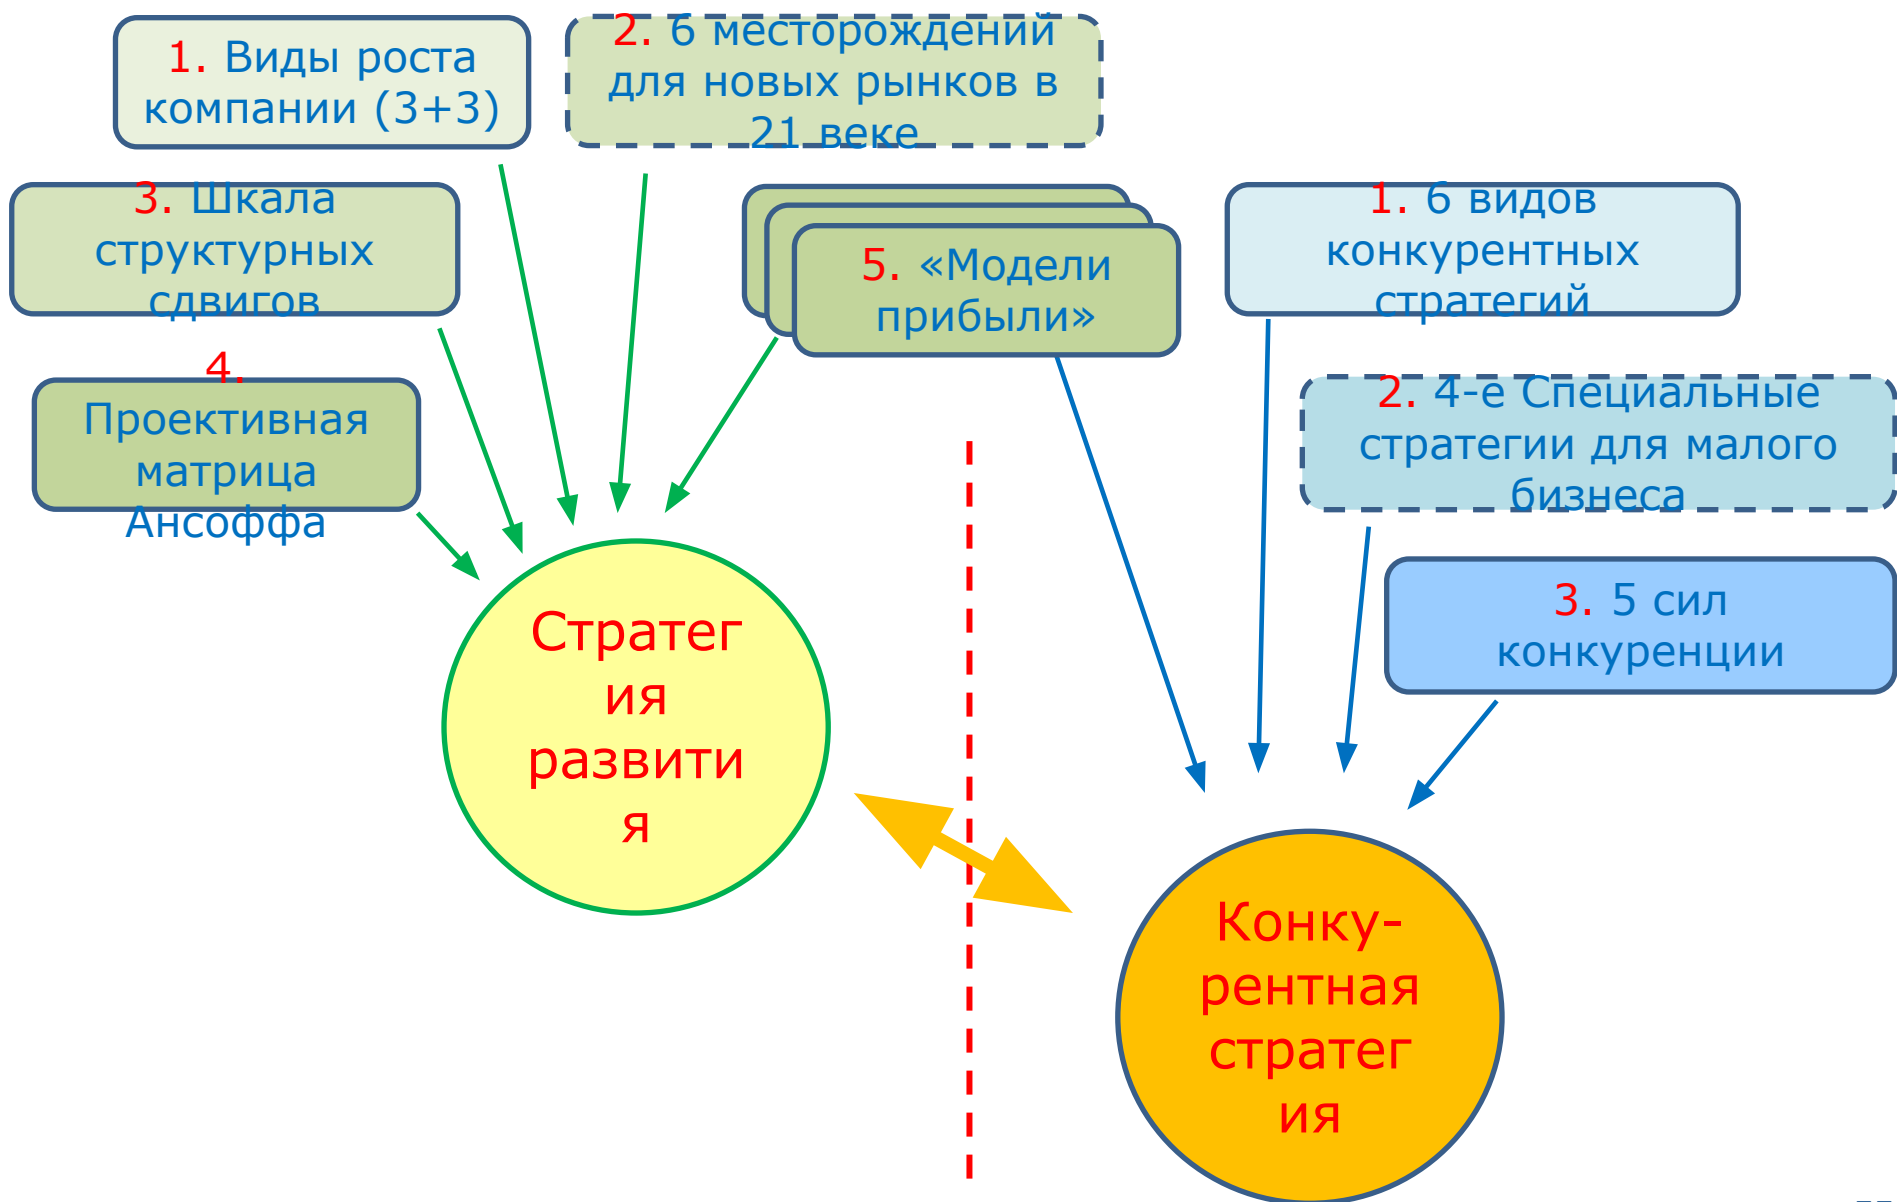 1. Виды роста
компании (3+3)
2. 6 месторождений
для новых рынков в
21 веке
3. Шкала
структурных
сдвигов
4.
Проективная
матрица
Ансоффа
5. «Модели
прибыли»
1. 6 видов
конкурентных
стратегий
2. 4-е Специальные
стратегии для малого
бизнеса
3. 5 сил
конкуренции
Стратег
ия
развити
я
Конку-
рентная
стратег
ия